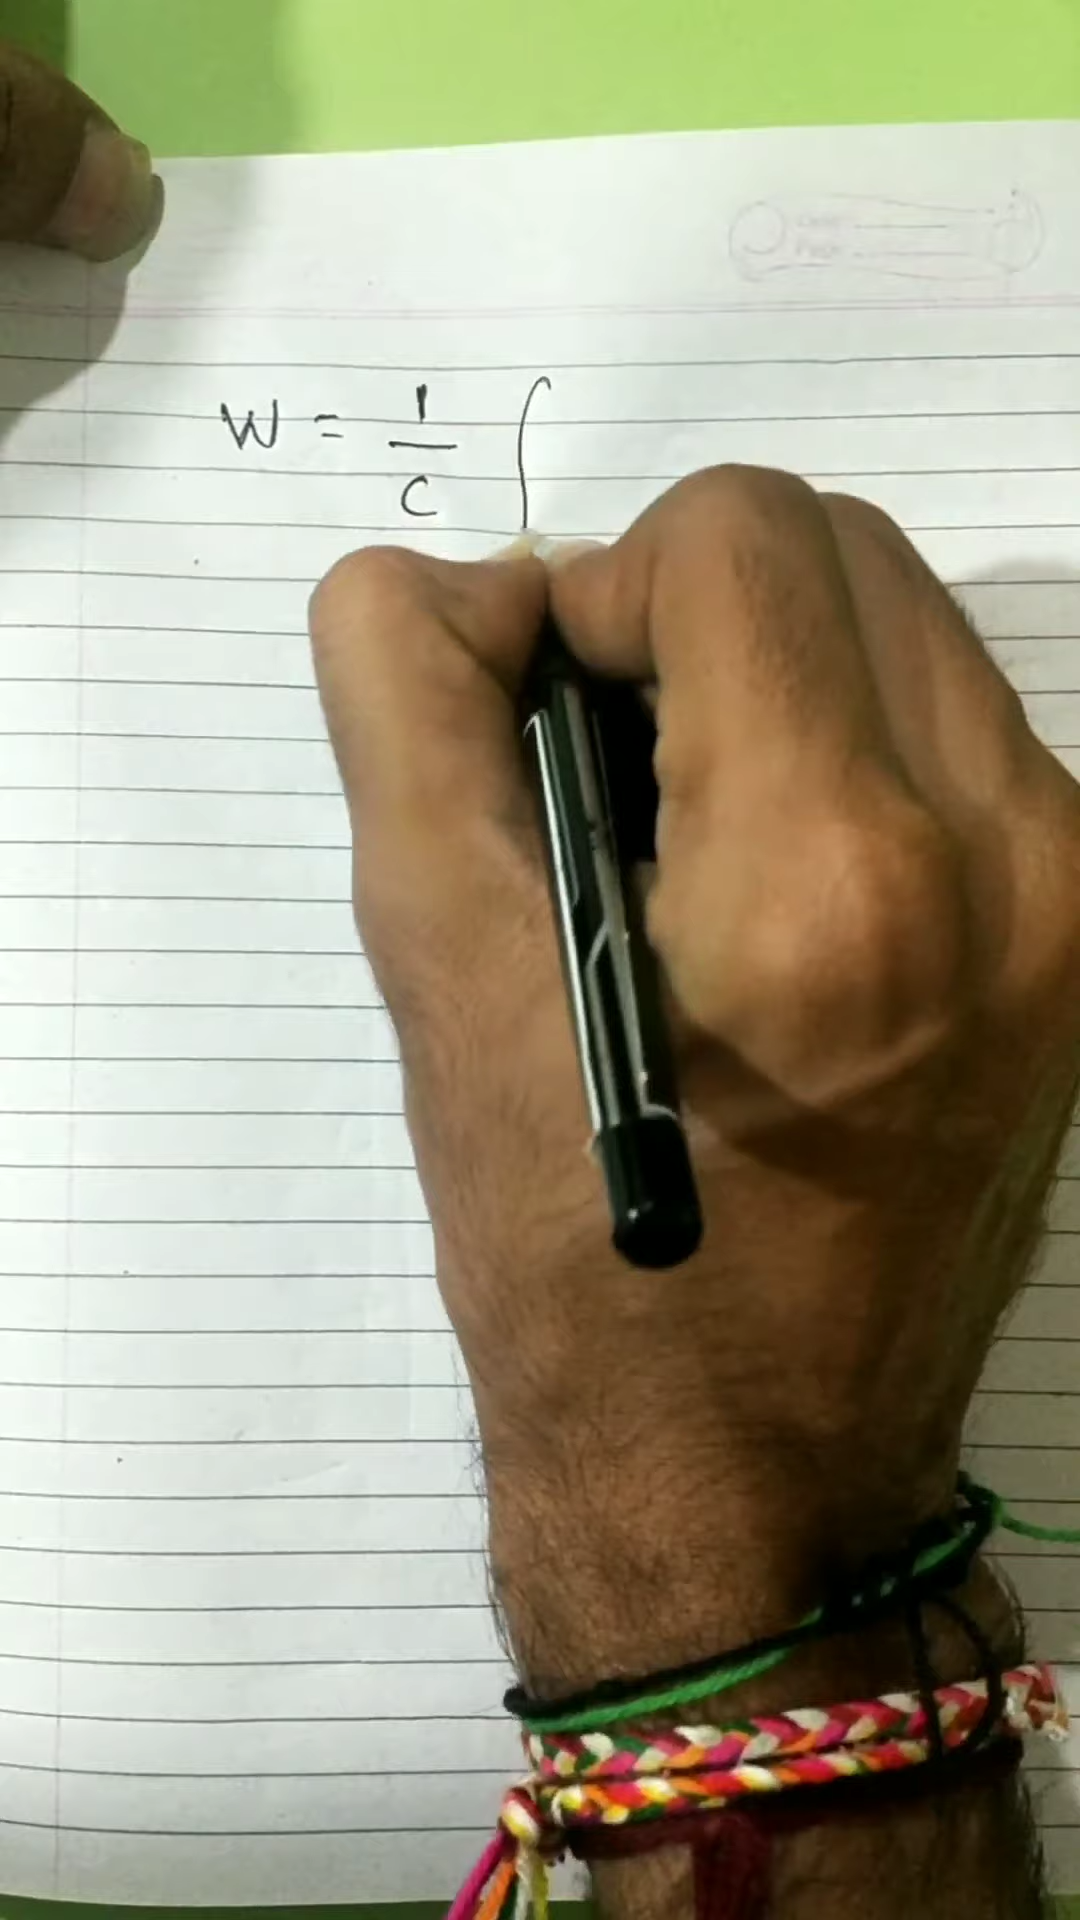 W = 1/C ∫